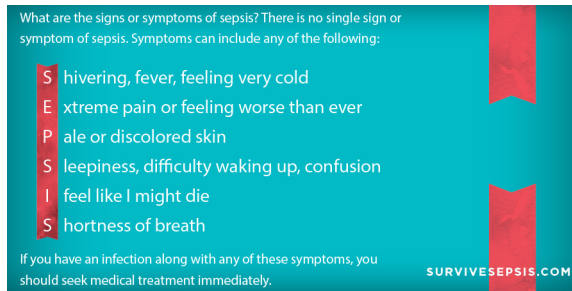 What are the signs or symptoms of sepsis? There is no single sign or
symptom of sepsis. Symptoms can include any of the following:
S hivering, fever, feeling very cold
E xtreme pain or feeling worse than ever
P ale or discolored skin
S leepiness, difficulty waking up, confusion
I feel like I might die
S hortness of breath
If you have an infection along with any of these symptoms, you
should seek medical treatment immediately.
SURVIVESEPSIS.COM